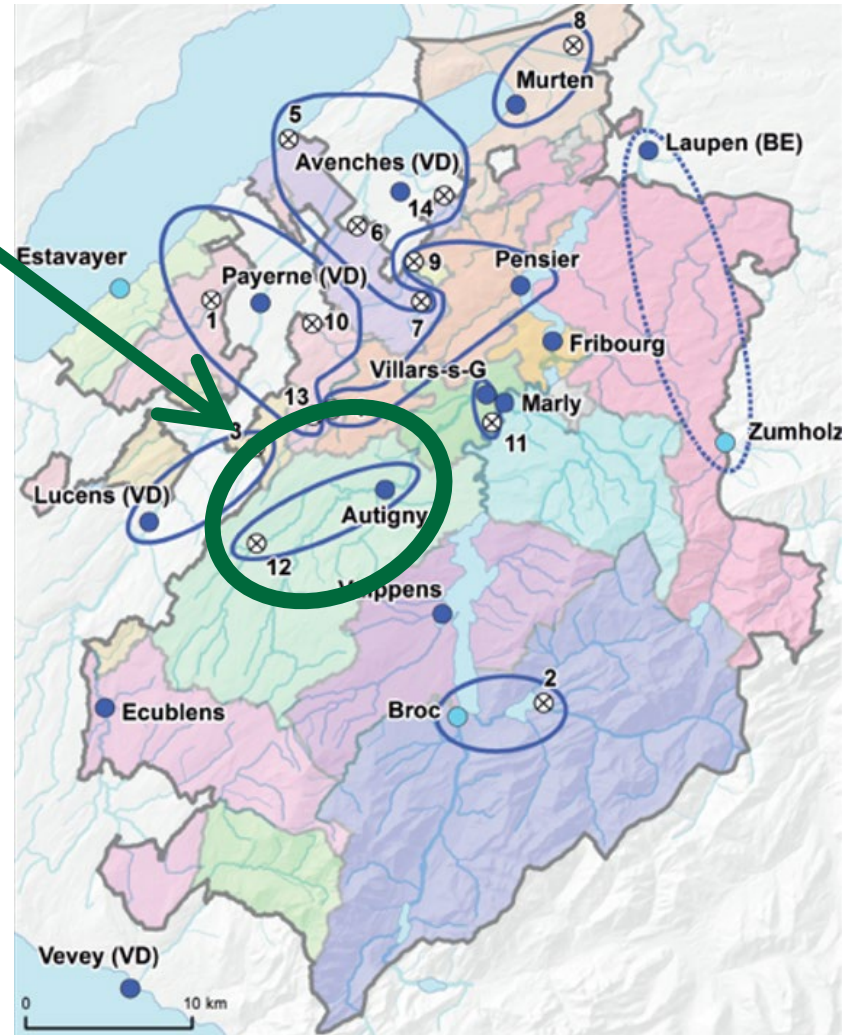 8
Murten
5
Laupen (BE)
Avenches (VD)
14
6
Estavayer
9
Pensier
Payerne (VD)
1
10
7
Fribourg
Villars-s-G
13
Marly
3
11
Zumholz
Lucens (VD)
Autigny
12
2
Broc
Ecublens
Vevey (VD)
0
10 km